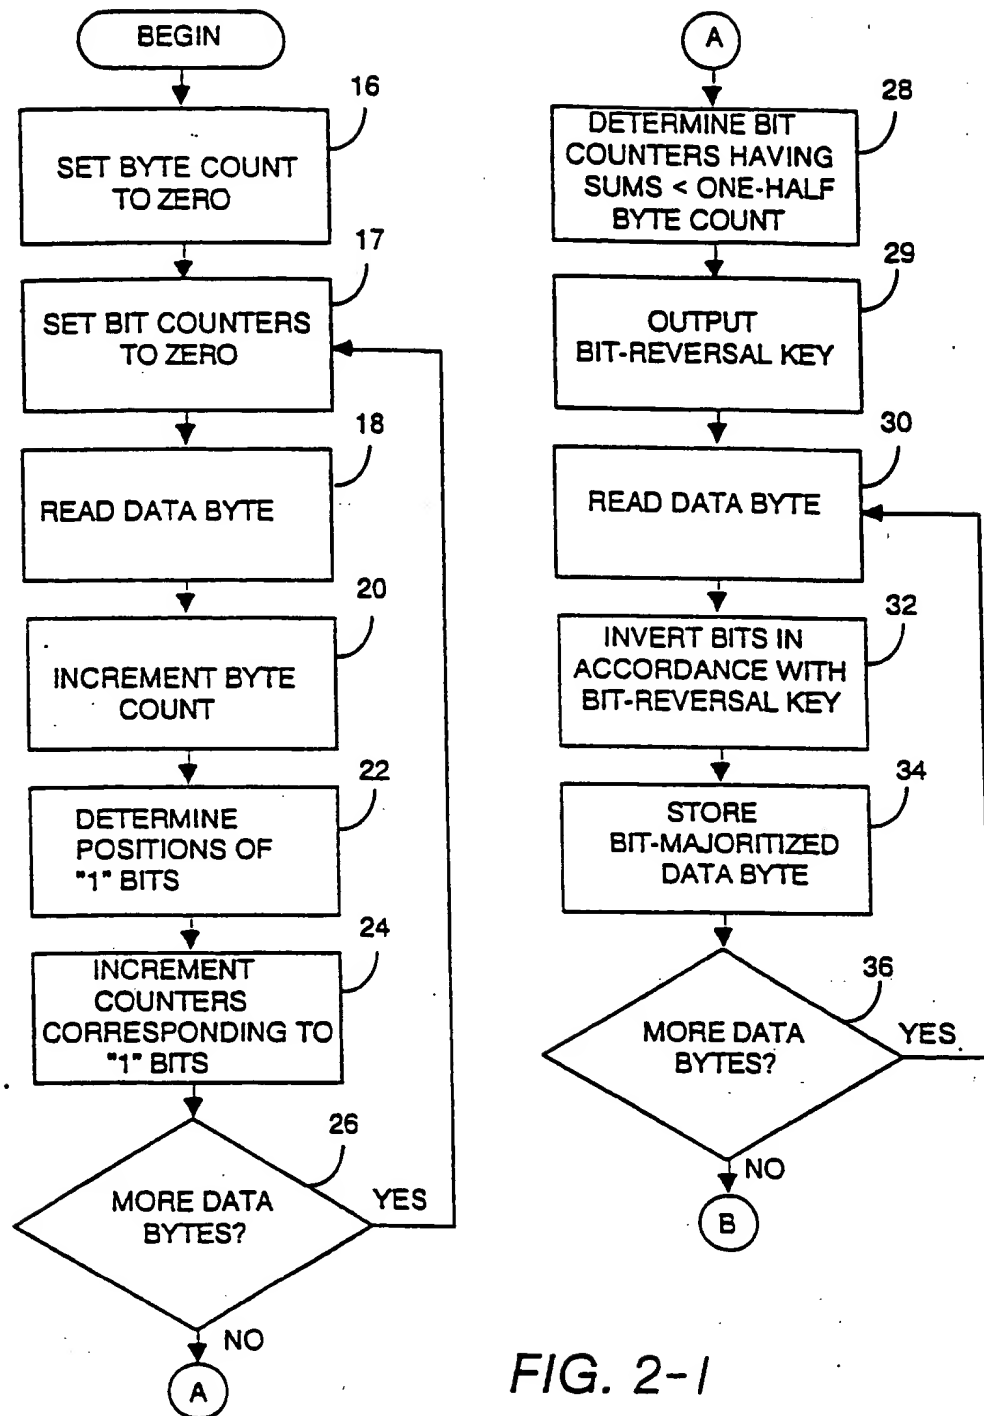 BEGIN
16
SET BYTE COUNT
TO ZERO
17
SET BIT COUNTERS
TO ZERO
18
READ DATA BYTE
20
INCREMENT BYTE
COUNT
22
DETERMINE
POSITIONS OF
"1" BITS
24
INCREMENT
COUNTERS
CORRESPONDING TO
"1" BITS
26
MORE DATA
BYTES?
YES
NO
A
A
28
DETERMINE BIT
COUNTERS HAVING
SUMS < ONE-HALF
BYTE COUNT
29
OUTPUT
BIT-REVERSAL KEY
30
READ DATA BYTE
32
INVERT BITS IN
ACCORDANCE WITH
BIT-REVERSAL KEY
34
STORE
BIT-MAJORITIZED
DATA BYTE
36
MORE DATA
BYTES?
YES
NO
B
FIG. 2-1